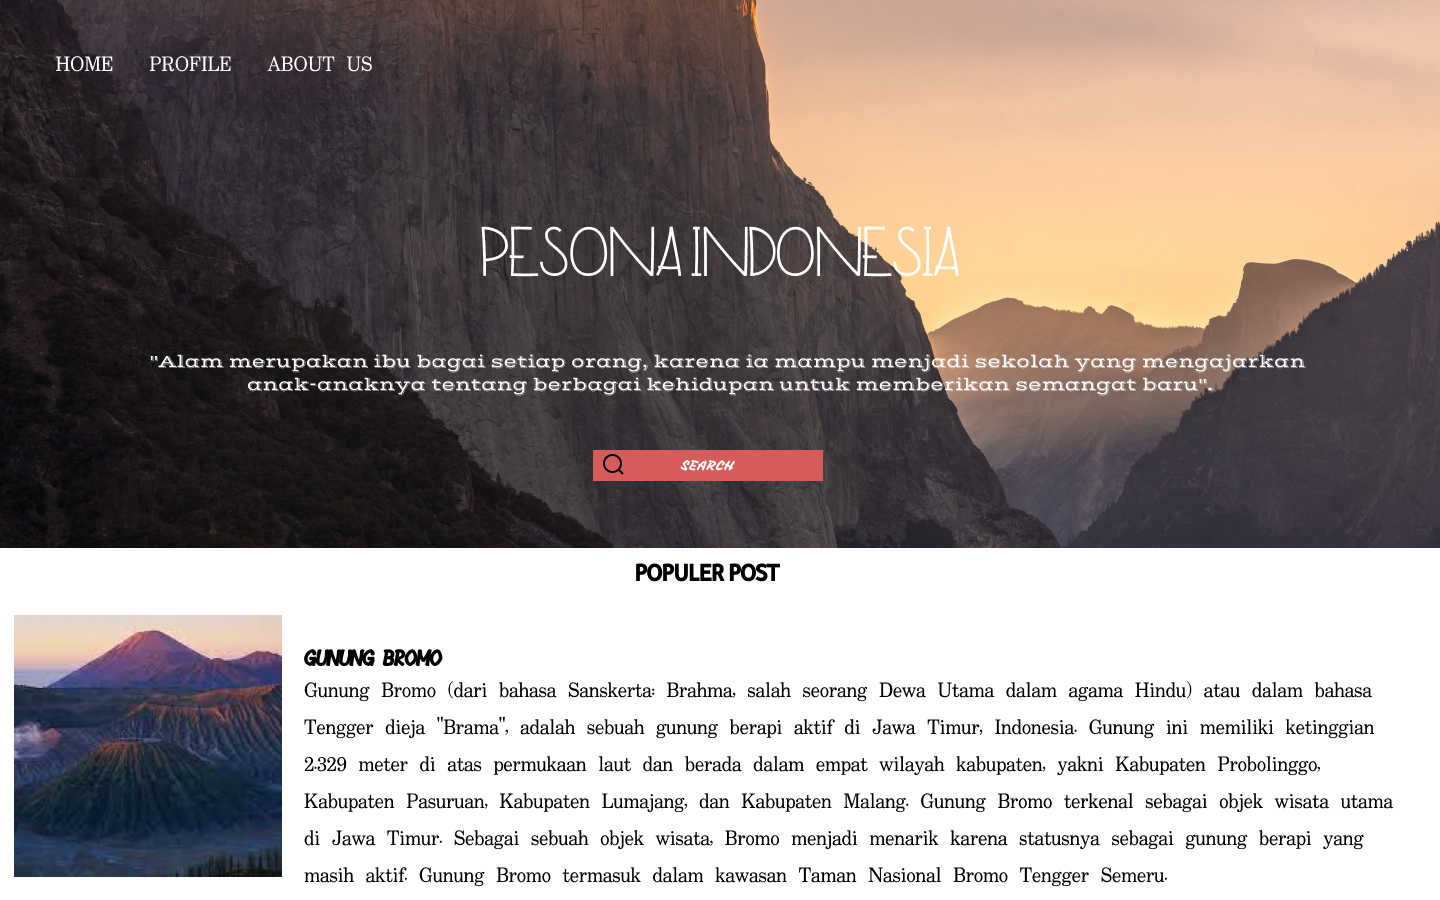 HOME PROFILE ABOUT US
PESONA INDONESIA
"Alam merupakan ibu bagai setiap orang, karena ia mampu menjadi sekolah yang mengajarkan
anak-anaknya tentang berbagai kehidupan untuk memberikan semangat baru".
SEARCH
POPULER POST
GUNUNG BROMO
Gunung Bromo (dari bahasa Sanskerta: Brahma, salah seorang Dewa Utama dalam agama Hindu) atau dalam bahasa
Tengger dieja "Brama", adalah sebuah gunung berapi aktif di Jawa Timur, Indonesia. Gunung ini memiliki ketinggian
2.329 meter di atas permukaan laut dan berada dalam empat wilayah kabupaten, yakni Kabupaten Probolinggo,
Kabupaten Pasuruan, Kabupaten Lumajang, dan Kabupaten Malang. Gunung Bromo terkenal sebagai objek wisata utama
di Jawa Timur. Sebagai sebuah objek wisata, Bromo menjadi menarik karena statusnya sebagai gunung berapi yang
masih aktif. Gunung Bromo termasuk dalam kawasan Taman Nasional Bromo Tengger Semeru.